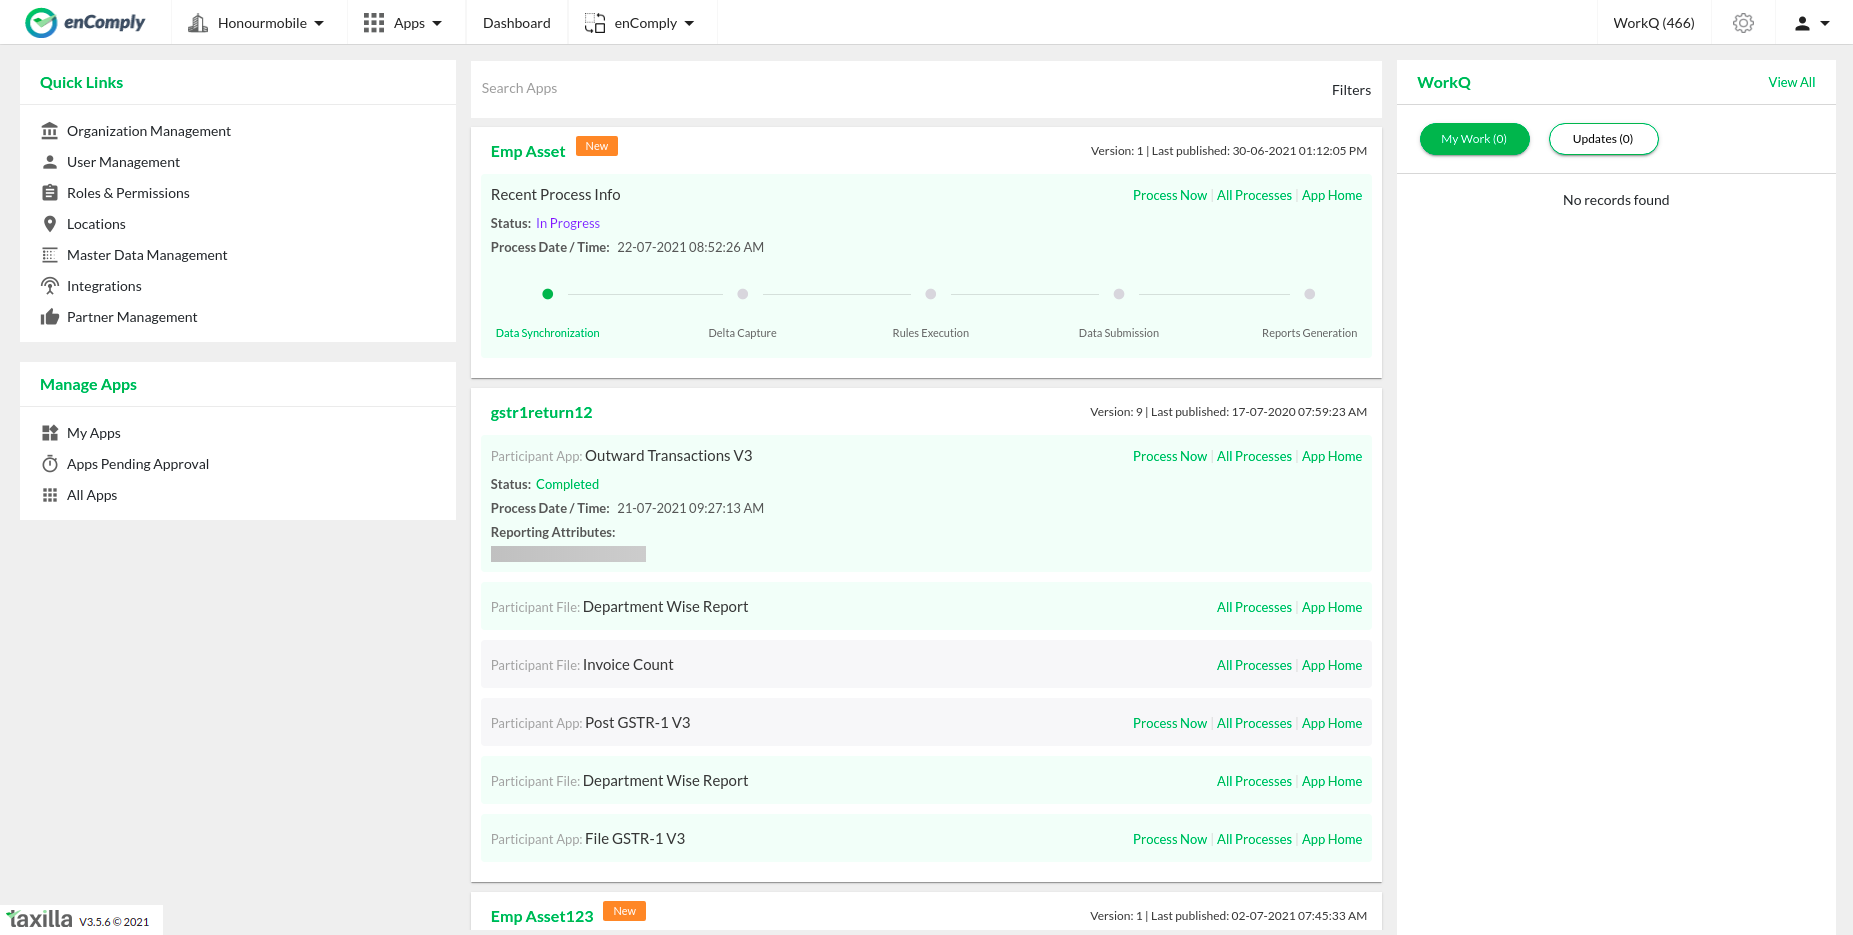 enComply
Honourmobile
Apps
Dashboard
enComply
WorkQ (466)
Quick Links
Organization Management
User Management
Roles & Permissions
Locations
Master Data Management
Integrations
Partner Management
Manage Apps
My Apps
Apps Pending Approval
All Apps
Search Apps
Filters
Emp Asset New
Version: 1 | Last published: 30-06-2021 01:12:05 PM
Recent Process Info
Process Now | All Processes | App Home
Status: In Progress
Process Date / Time: 22-07-2021 08:52:26 AM
Data Synchronization
Delta Capture
Rules Execution
Data Submission
Reports Generation
gstr1return12
Version: 9 | Last published: 17-07-2020 07:59:23 AM
Participant App: Outward Transactions V3
Process Now | All Processes | App Home
Status: Completed
Process Date / Time: 21-07-2021 09:27:13 AM
Reporting Attributes:
Participant File: Department Wise Report
All Processes | App Home
Participant File: Invoice Count
All Processes | App Home
Participant App: Post GSTR-1 V3
Process Now | All Processes | App Home
Participant File: Department Wise Report
All Processes | App Home
Participant App: File GSTR-1 V3
Process Now | All Processes | App Home
Emp Asset123 New
Version: 1 | Last published: 02-07-2021 07:45:33 AM
WorkQ
View All
My Work (0)
Updates (0)
No records found
taxilla V3.5.6 © 2021